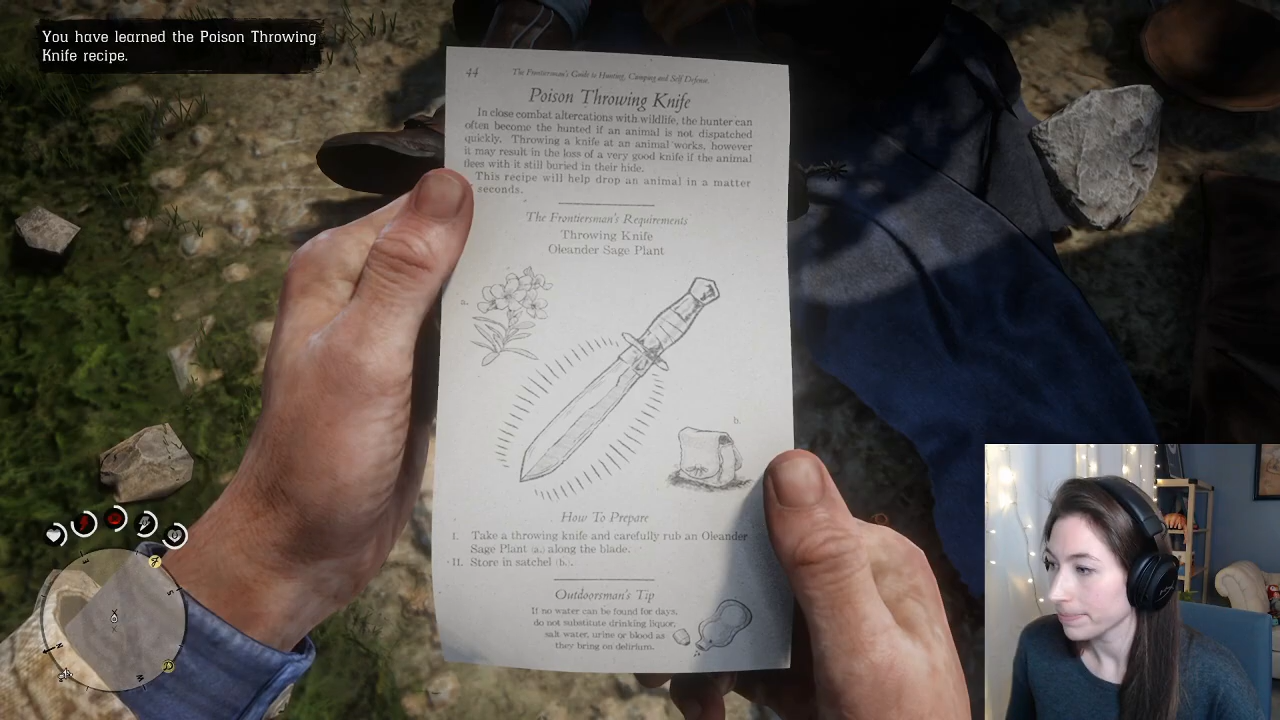 You have learned the Poison Throwing
Knife recipe.
44
The Frontiersman's Guide to Hunting, Camping and Self Defense
Poison Throwing Knife
In close combat altercations with wildlife, the hunter can
often become the hunted if an animal is not dispatched
quickly. Throwing a knife at an animal works, however
it may result in the loss of a very good knife if the animal
flees with it still buried in their hide.
This recipe will help drop an animal in a matter
seconds.
The Frontiersman's Requirements
Throwing Knife
Oleander Sage Plant
a.
b.
How To Prepare
I. Take a throwing knife and carefully rub an Oleander
Sage Plant (a.) along the blade.
II. Store in satchel (b.).
Outdoorsman's Tip
If no water can be found for days,
do not substitute drinking liquor,
salt water, urine or blood as
they bring on delirium.